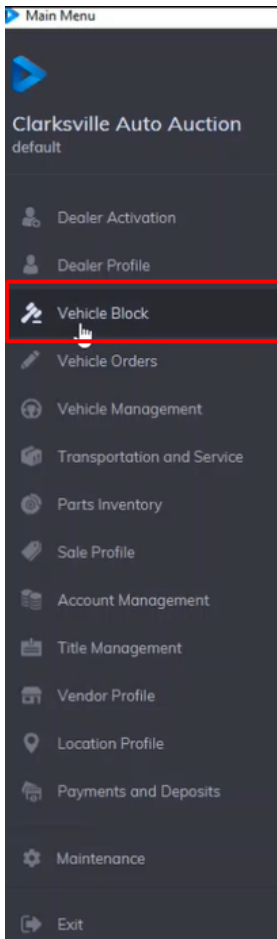 Main Menu
Clarksville Auto Auction
default
Dealer Activation
Dealer Profile
Vehicle Block
Vehicle Orders
Vehicle Management
Transportation and Service
Parts Inventory
Sale Profile
Account Management
Title Management
Vendor Profile
Location Profile
Payments and Deposits
Maintenance
Exit